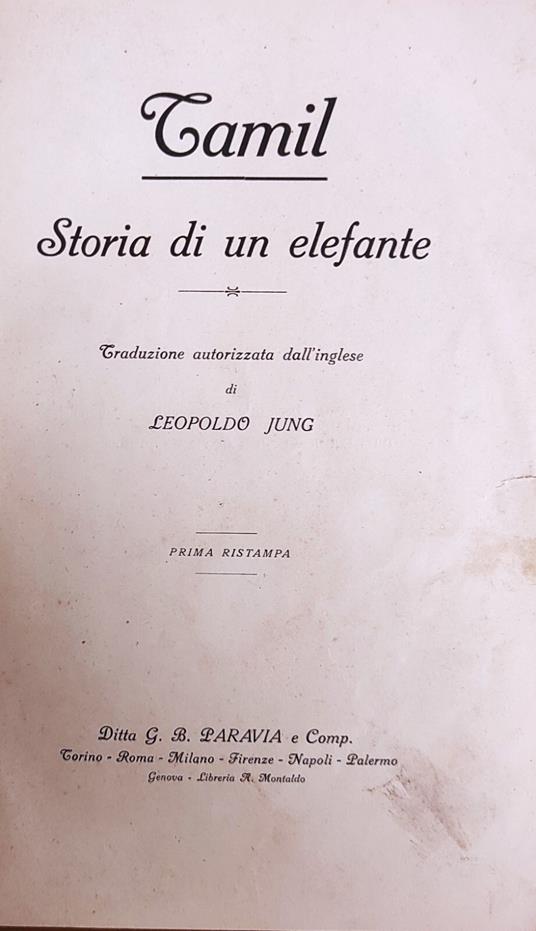 Tamil
Storia di un elefante
Traduzione autorizzata dall'inglese
di
LEOPOLDO JUNG
PRIMA RISTAMPA
Ditta G. B. PARAVIA e Comp.
Torino - Roma - Milano - Firenze - Napoli - Palermo
Genova - Libreria A. Montaldo